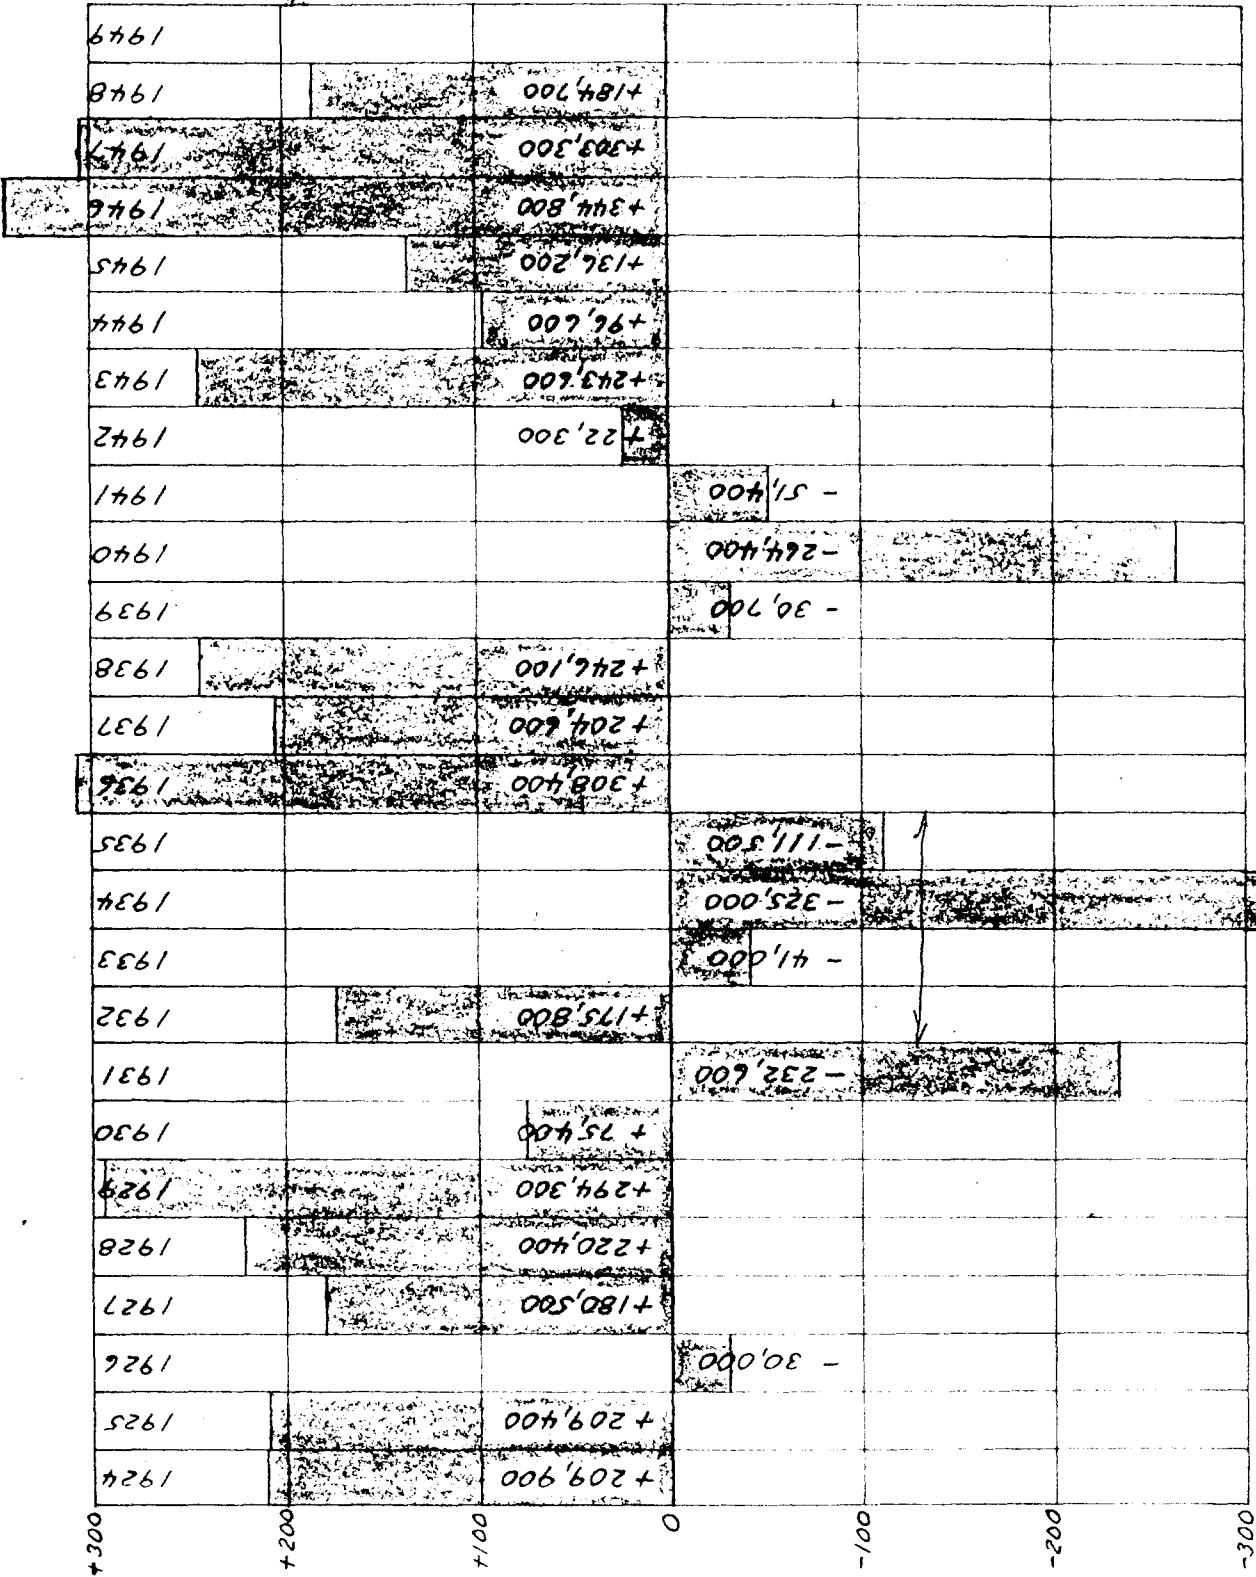 -300
-200
-100
0
+100
+200
+300
+ 209,900 1924
+ 209,400 1925
- 30,000 1926
+180,500 1927
+220,400 1928
+294,300 1929
+ 75,400 1930
- 232,600 1931
+175,800 1932
- 41,000 1933
- 325,000 1934
- 111,500 1935
+ 308,400 1936
+ 204,600 1937
+246,100 1938
- 30,700 1939
-264,400 1940
- 51,400 1941
+ 22,300 1942
+243,600 1943
+96,600 1944
+136,200 1945
+344,800 1946
+303,300 1947
+184,700 1948
1949